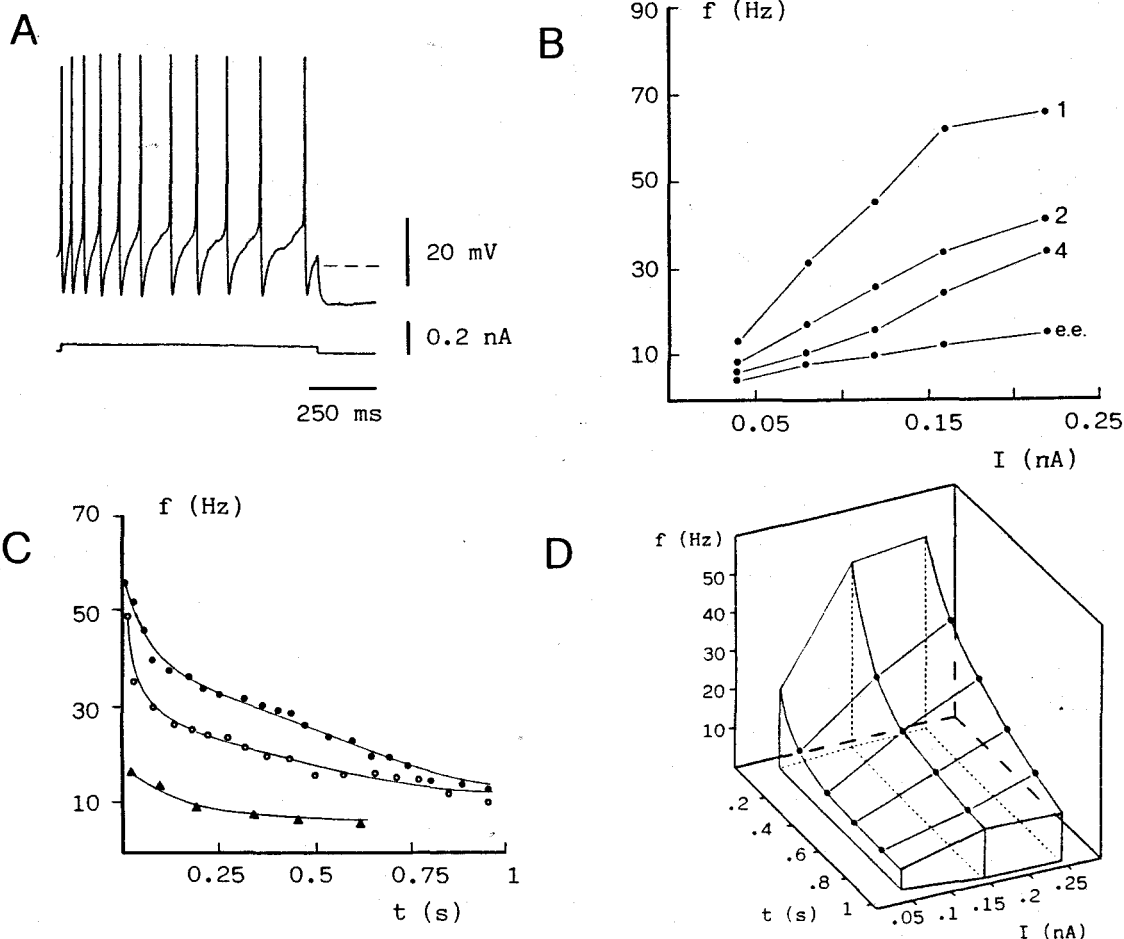 A
20 mV
0.2 nA
250 ms
B
f (Hz)
90
70
50
30
10
1
2
4
e.e.
0.05 0.15 0.25
I (nA)
C
f (Hz)
70
50
30
10
0.25 0.5 0.75 1
t (s)
D
f (Hz)
50
40
30
20
10
.2
.4
.6
.8
1
t (s)
.05 .1 .15 .2 .25
I (nA)